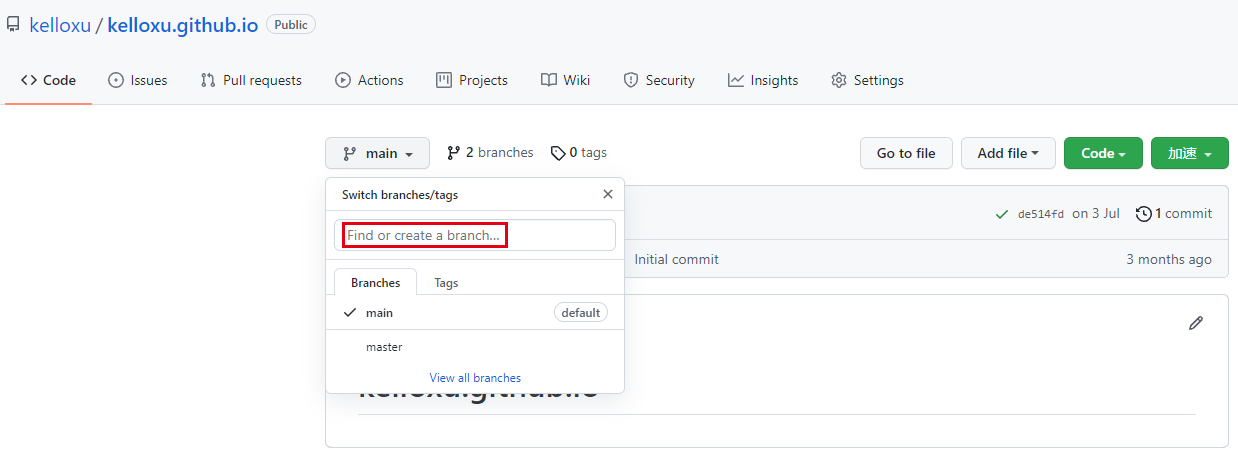 kelloxu / kelloxu.github.io Public
Code Issues Pull requests Actions Projects Wiki Security Insights Settings
main 2 branches 0 tags Go to file Add file Code 加速
Switch branches/tags
de514fd on 3 Jul 1 commit
Find or create a branch...
Initial commit 3 months ago
Branches Tags
main default
master
View all branches
kelloxu.github.io